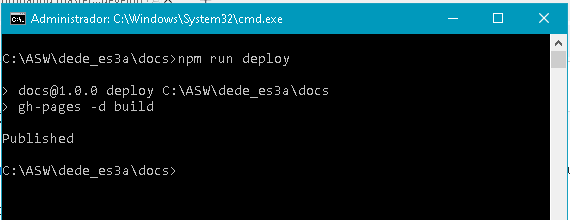 Administrador: C:\Windows\System32\cmd.exe
C:\ASW\dede_es3a\docs>npm run deploy
> docs@1.0.0 deploy C:\ASW\dede_es3a\docs
> gh-pages -d build
Published
C:\ASW\dede_es3a\docs>